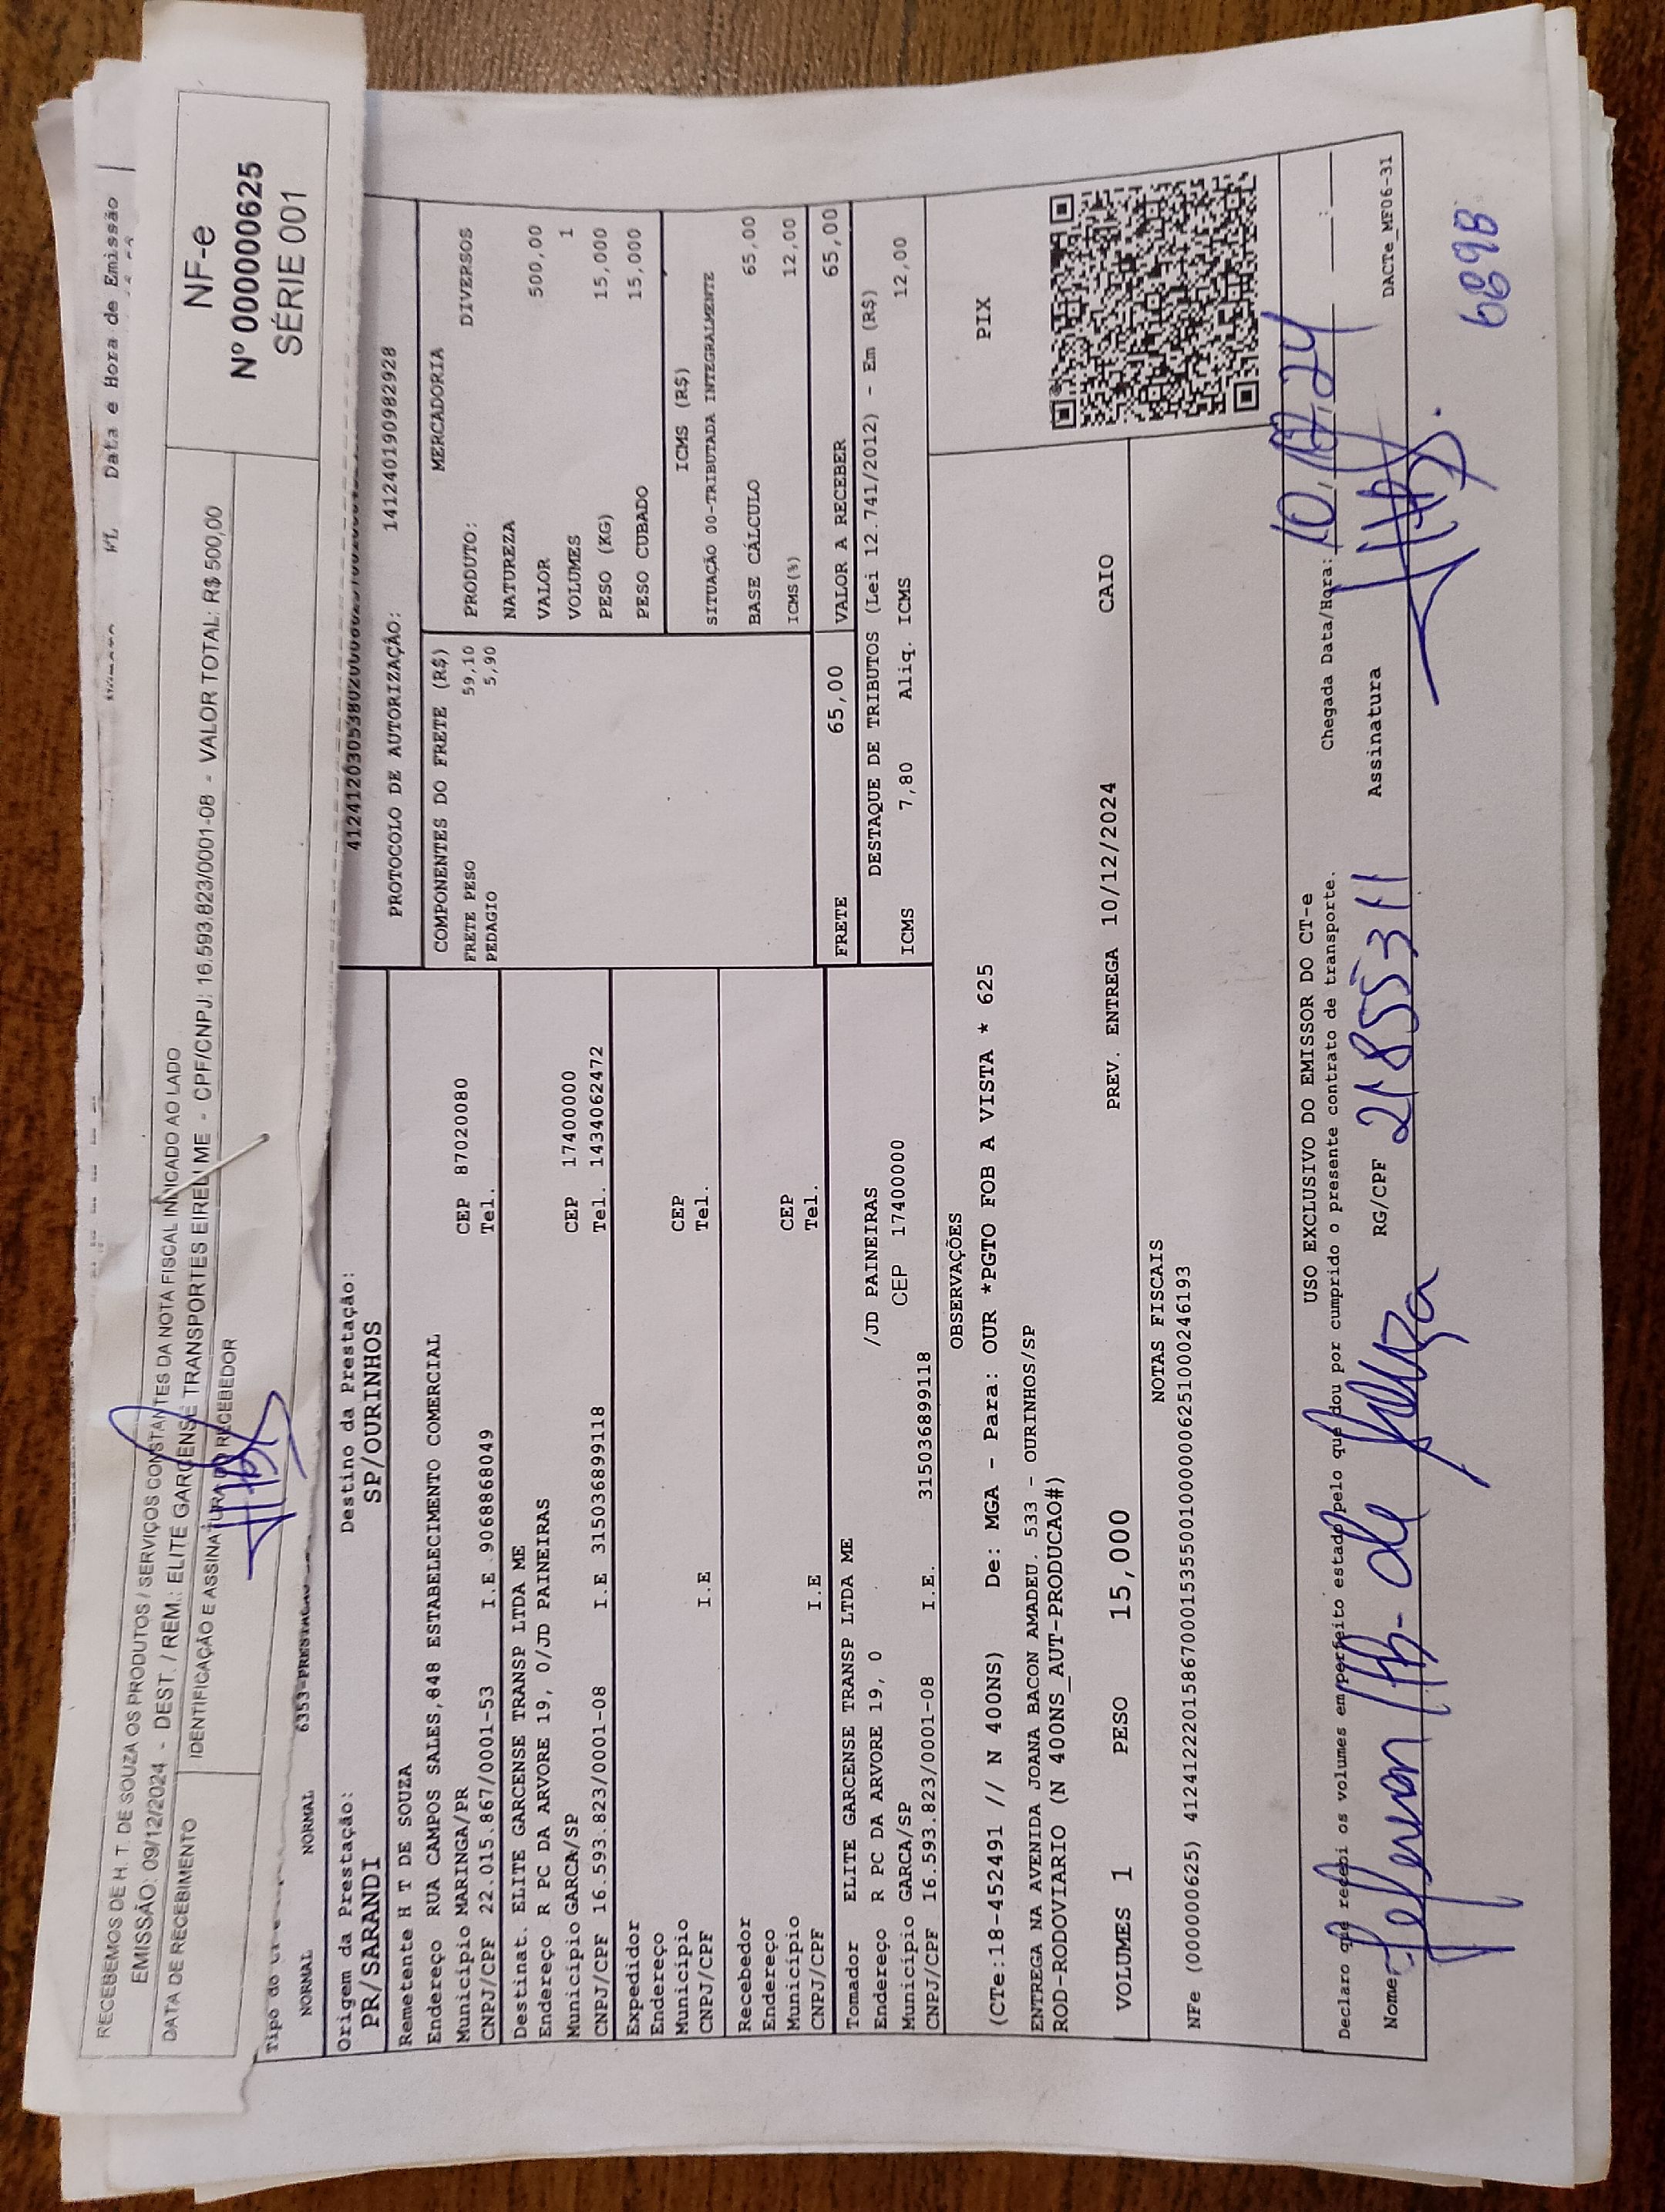 Data e Hora de Emissão
RECEBEMOS DE H. T. DE SOUZA OS PRODUTOS / SERVIÇOS CONSTANTES DA NOTA FISCAL INDICADO AO LADO
EMISSÃO: 09/12/2024 - DEST. / REM.: ELITE GARCENSE TRANSPORTES EIRELI ME - CPF/CNPJ: 16.593.823/0001-08 - VALOR TOTAL: R$ 500,00
DATA DE RECEBIMENTO
IDENTIFICAÇÃO E ASSINATURA DO RECEBEDOR
NF-e
Nº 000000625
SÉRIE 001
Tipo do
NORMAL NORMAL
Origem da Prestação: Destino da Prestação:
PR/SARANDI SP/OURINHOS
PROTOCOLO DE AUTORIZAÇÃO: 141240190982928
Remetente H T DE SOUZA
Endereço RUA CAMPOS SALES,848 ESTABELECIMENTO COMERCIAL
Município MARINGA/PR CEP 87020080
CNPJ/CPF 22.015.867/0001-53 I.E.9068868049 Tel.
Destinat. ELITE GARCENSE TRANSP LTDA ME
Endereço R PC DA ARVORE 19, 0/JD PAINEIRAS
Município GARCA/SP CEP 17400000
CNPJ/CPF 16.593.823/0001-08 I.E 315036899118 Tel. 1434062472
Expedidor
Endereço
Município CEP
CNPJ/CPF I.E Tel.
Recebedor
Endereço
Município CEP
CNPJ/CPF I.E Tel.
Tomador ELITE GARCENSE TRANSP LTDA ME
Endereço R PC DA ARVORE 19, 0 /JD PAINEIRAS
Município GARCA/SP CEP 17400000
CNPJ/CPF 16.593.823/0001-08 I.E. 315036899118
COMPONENTES DO FRETE (R$)
FRETE PESO 59,10
PEDAGIO 5,90
MERCADORIA
PRODUTO: DIVERSOS
NATUREZA
VALOR 500,00
VOLUMES 1
PESO (KG) 15,000
PESO CUBADO 15,000
ICMS (R$)
SITUAÇÃO 00-TRIBUTADA INTEGRALMENTE
BASE CÁLCULO 65,00
ICMS(%) 12,00
FRETE 65,00 VALOR A RECEBER 65,00
DESTAQUE DE TRIBUTOS (Lei 12.741/2012) - Em (R$)
ICMS 7,80 Aliq. ICMS 12,00
OBSERVAÇÕES
(CTe:18-452491 // N 400NS) De: MGA - Para: OUR *PGTO FOB A VISTA * 625
ENTREGA NA AVENIDA JOANA BACON AMADEU, 533 - OURINHOS/SP
ROD-RODOVIARIO (N 400NS_AUT-PRODUCAO#)
PIX
VOLUMES 1 PESO 15,000 PREV. ENTREGA 10/12/2024 CAIO
NOTAS FISCAIS
NFe (0000000625) 41241222015867000153550010000006251000246193
USO EXCLUSIVO DO EMISSOR DO CT-e
Declaro que recebi os volumes em perfeito estado pelo que dou por cumprido o presente contrato de transporte.
Chegada Data/Hora: 10.12.24
Nome: Jeferson de Souza RG/CPF 21855311 Assinatura
DACTe_MF06-31